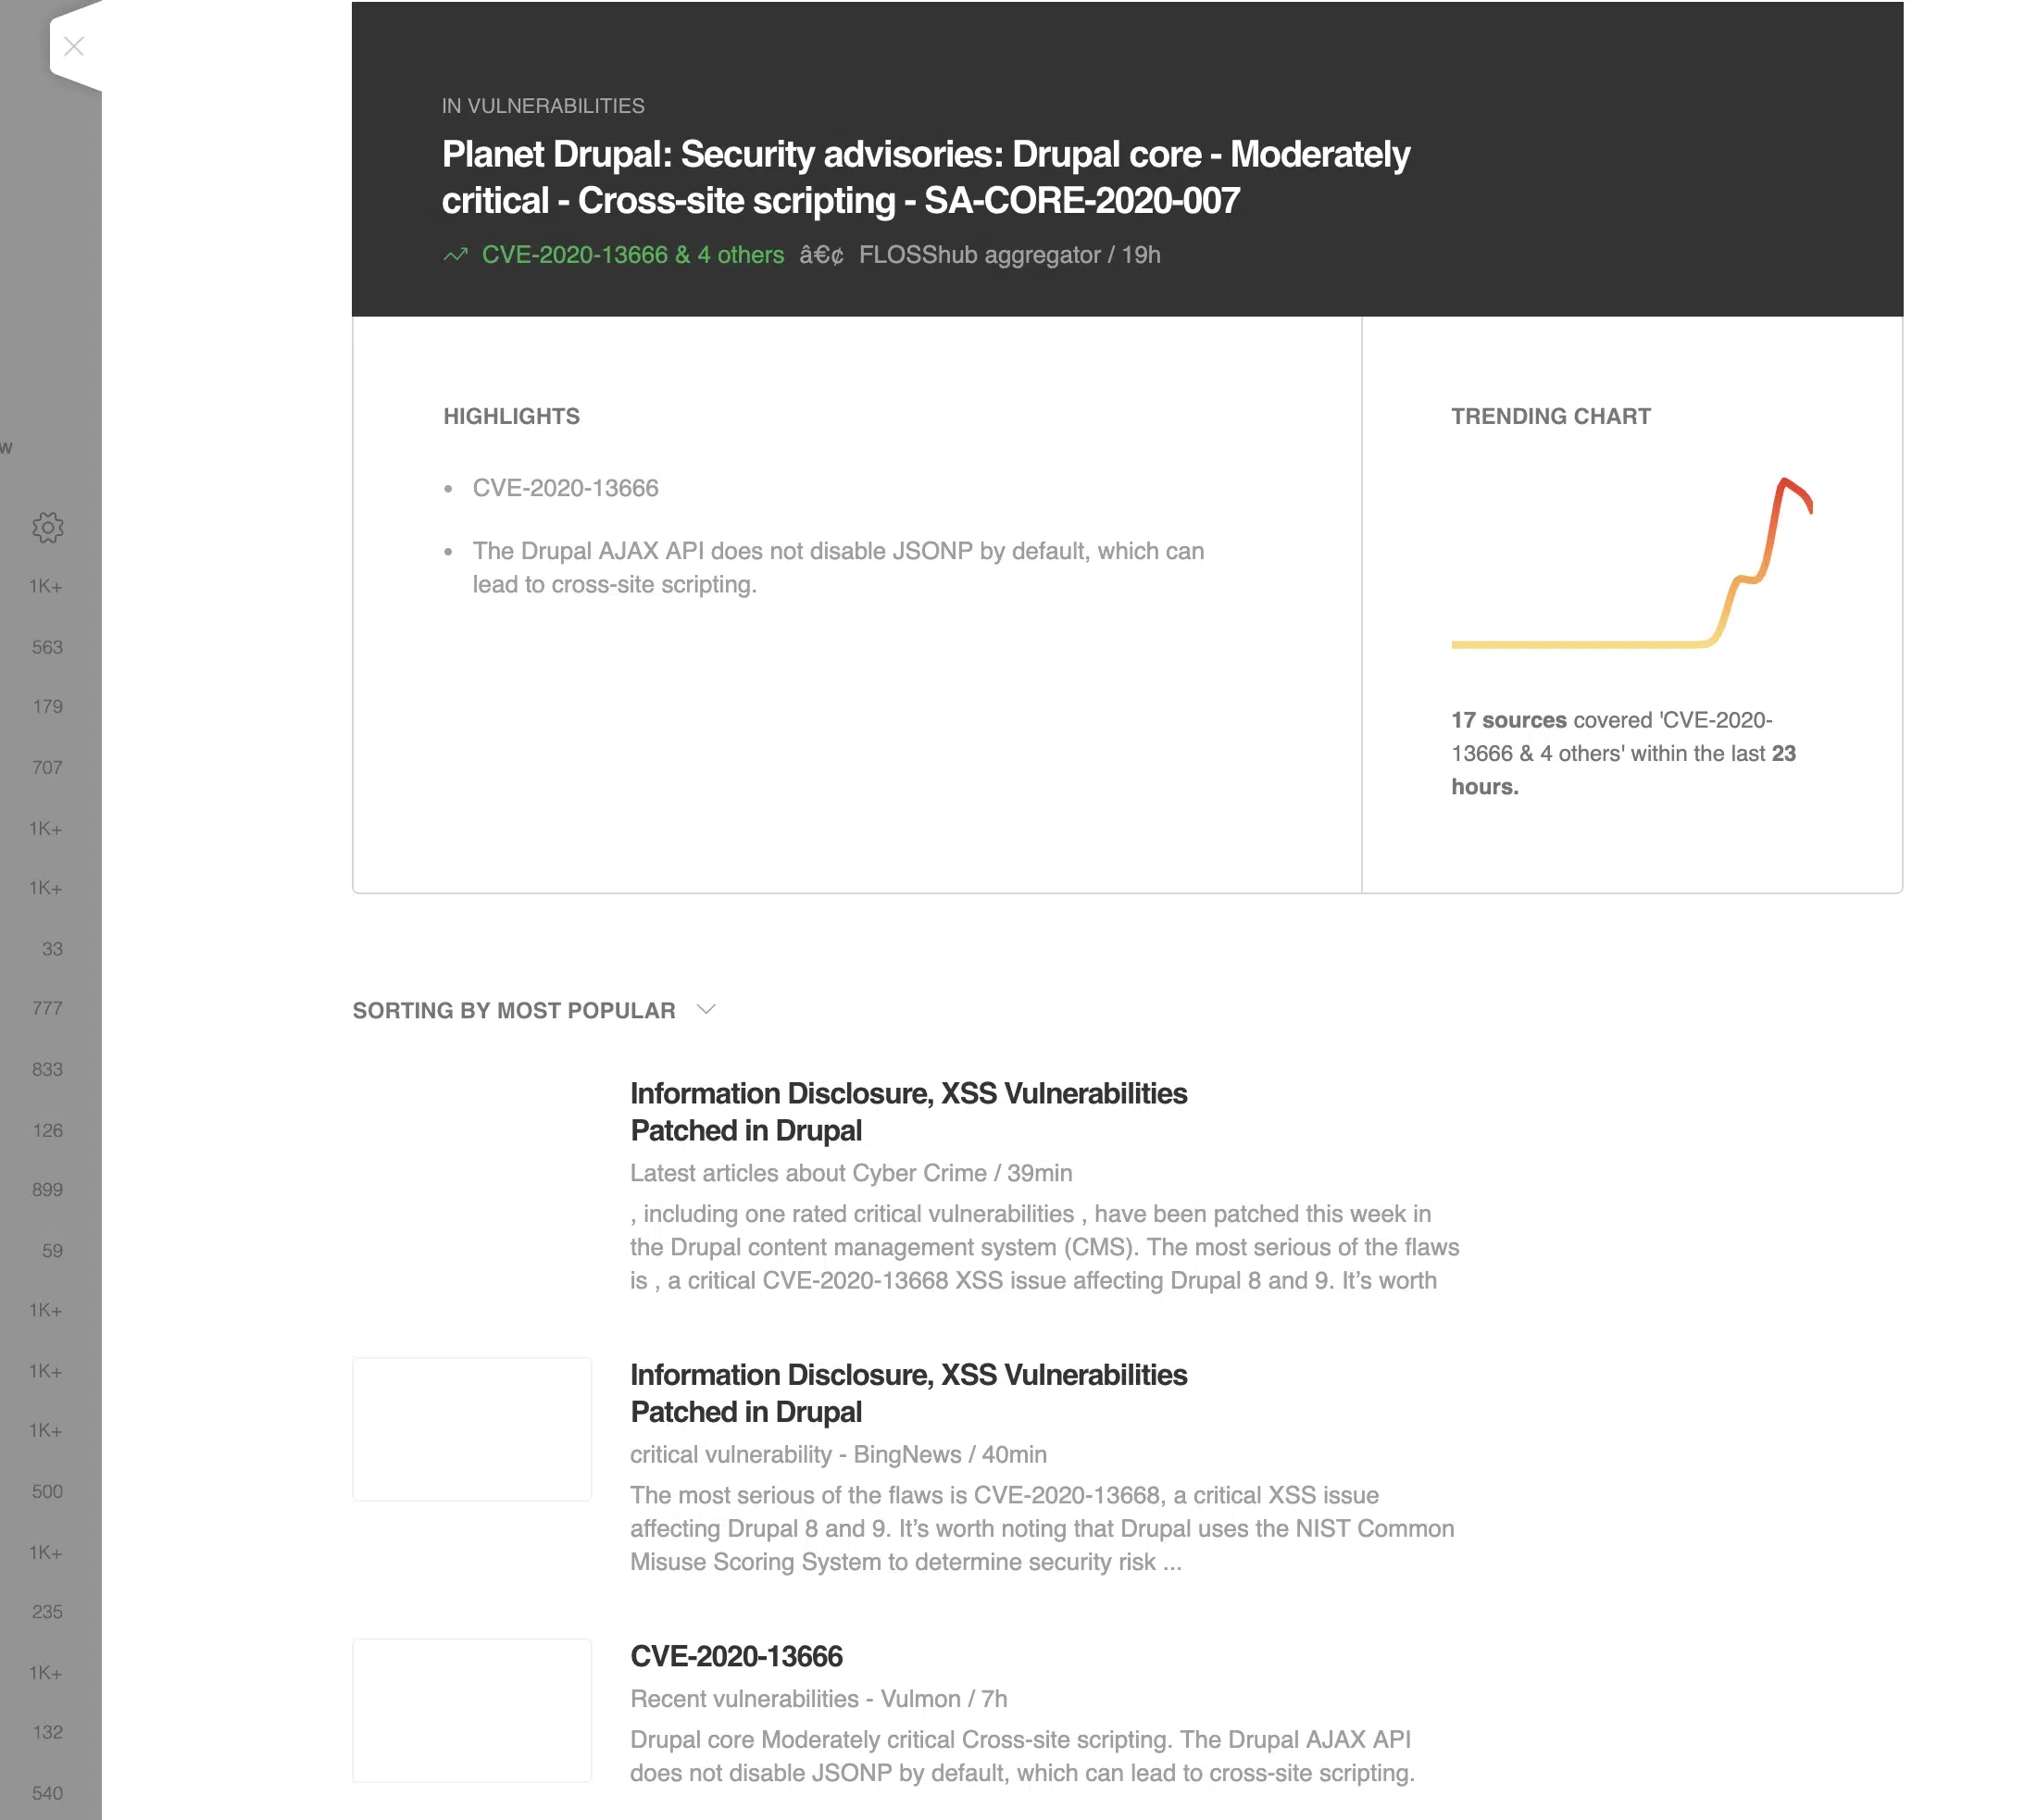 IN VULNERABILITIES
Planet Drupal: Security advisories: Drupal core - Moderately
critical - Cross-site scripting - SA-CORE-2020-007
CVE-2020-13666 & 4 others â€¢ FLOSShub aggregator / 19h
HIGHLIGHTS
• CVE-2020-13666
• The Drupal AJAX API does not disable JSONP by default, which can
lead to cross-site scripting.
TRENDING CHART
17 sources covered 'CVE-2020-
13666 & 4 others' within the last 23
hours.
SORTING BY MOST POPULAR
Information Disclosure, XSS Vulnerabilities
Patched in Drupal
Latest articles about Cyber Crime / 39min
, including one rated critical vulnerabilities , have been patched this week in
the Drupal content management system (CMS). The most serious of the flaws
is , a critical CVE-2020-13668 XSS issue affecting Drupal 8 and 9. It’s worth
Information Disclosure, XSS Vulnerabilities
Patched in Drupal
critical vulnerability - BingNews / 40min
The most serious of the flaws is CVE-2020-13668, a critical XSS issue
affecting Drupal 8 and 9. It’s worth noting that Drupal uses the NIST Common
Misuse Scoring System to determine security risk ...
CVE-2020-13666
Recent vulnerabilities - Vulmon / 7h
Drupal core Moderately critical Cross-site scripting. The Drupal AJAX API
does not disable JSONP by default, which can lead to cross-site scripting.
w
1K+
563
179
707
1K+
1K+
33
777
833
126
899
59
1K+
1K+
1K+
500
1K+
235
1K+
132
540